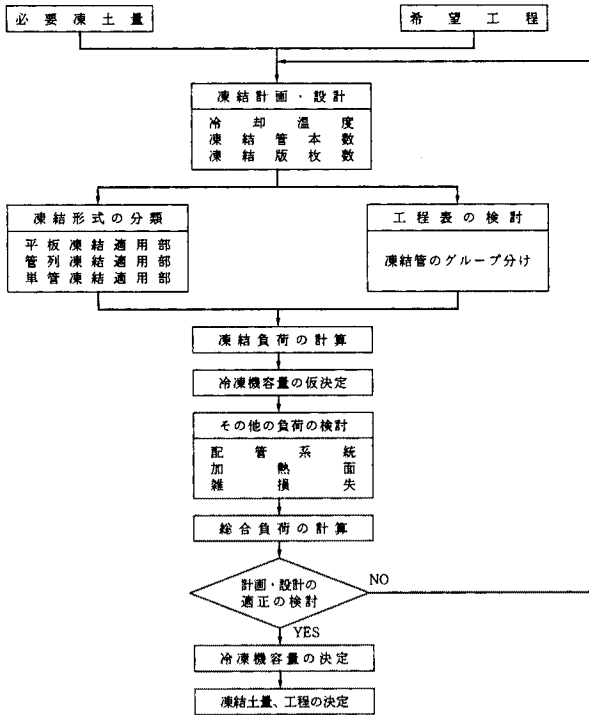 必要凍土量
希望工程
凍結計画・設計
冷却温度
凍結管本数
凍結版枚数
凍結形式の分類
平板凍結適用部
管列凍結適用部
単管凍結適用部
工程表の検討
凍結管のグループ分け
凍結負荷の計算
冷凍機容量の仮決定
その他の負荷の検討
配管系統
加熱面
雑損失
総合負荷の計算
計画・設計の
適正の検討
NO
YES
冷凍機容量の決定
凍結土量、工程の決定